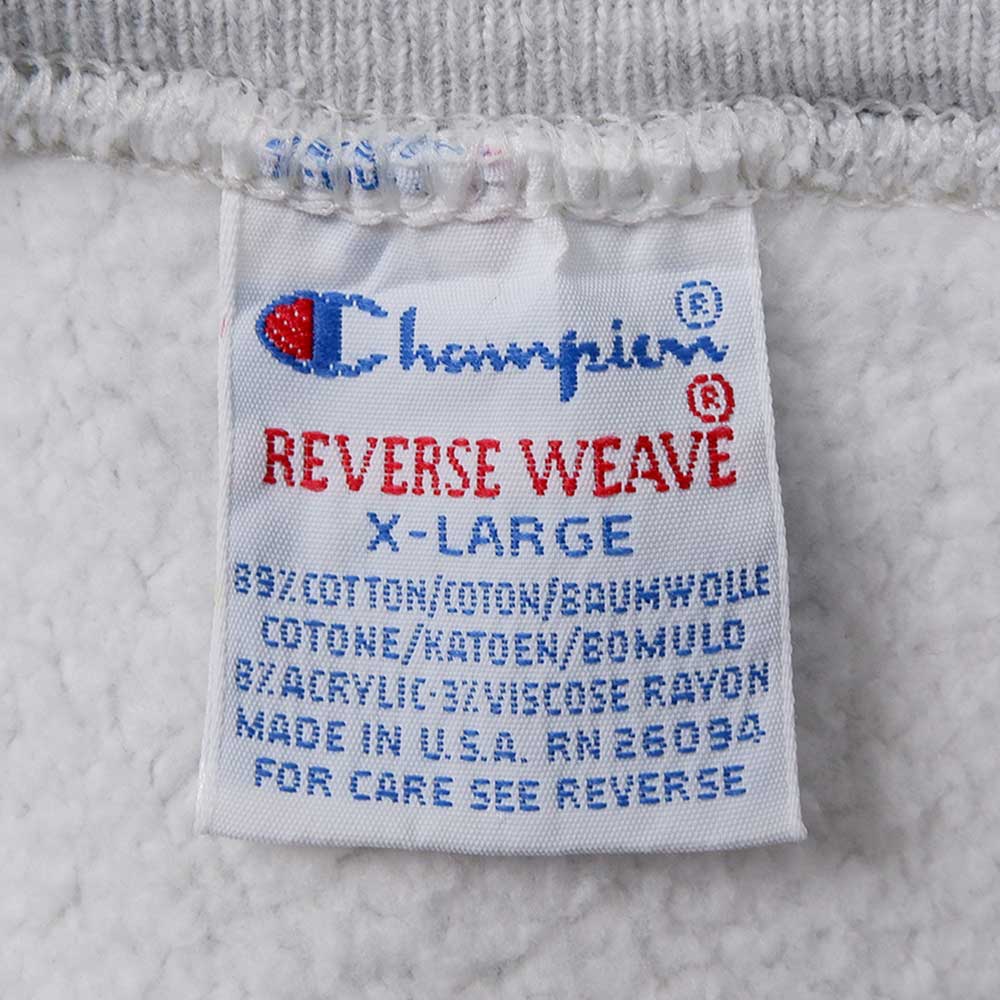 Champion®
REVERSE WEAVE®
X-LARGE
89% COTTON/COTON/BAUMWOLLE
COTONE/KATOEN/BOMULD
8% ACRYLIC-3% VISCOSE RAYON
MADE IN U.S.A. RN 26094
FOR CARE SEE REVERSE